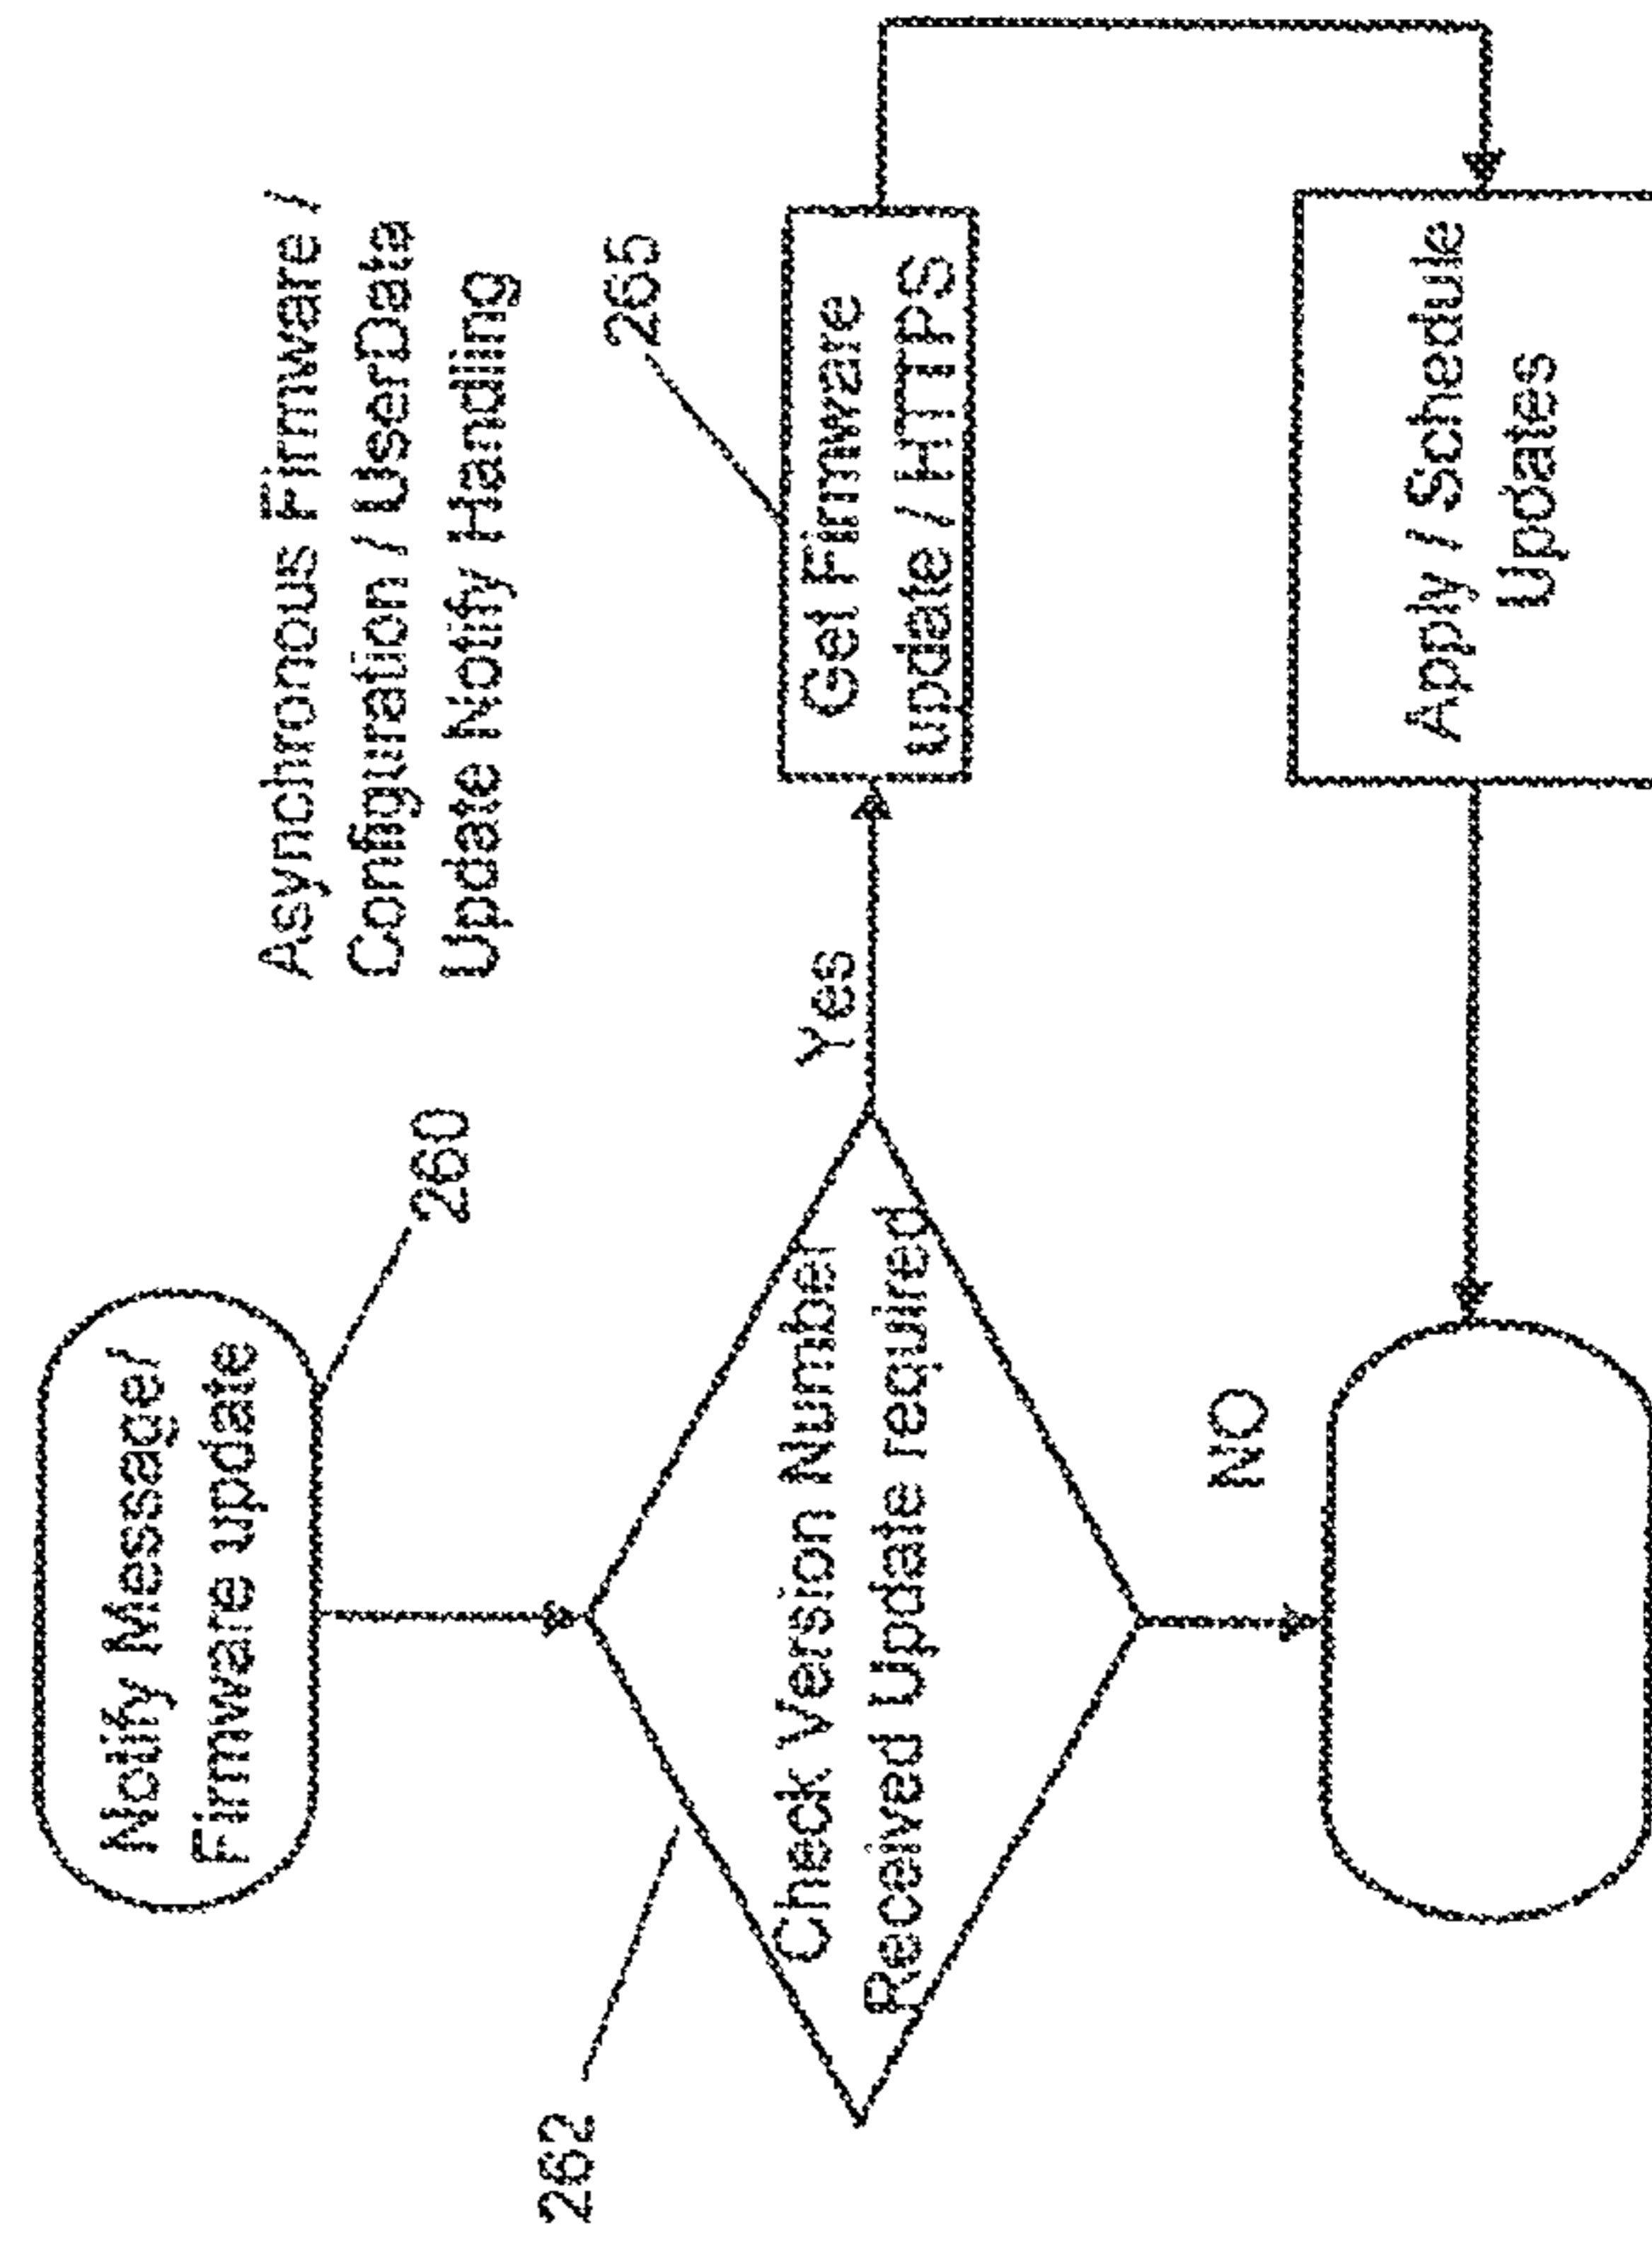 Asynchronous Firmware /
Configuration / UserData
Update Notify Handling
Notify Message/
Firmware update
260
262
Check Version Number
Received Update required
Yes
265
Get Firmware
update / HTTPS
NO
Apply / Schedule
Updates